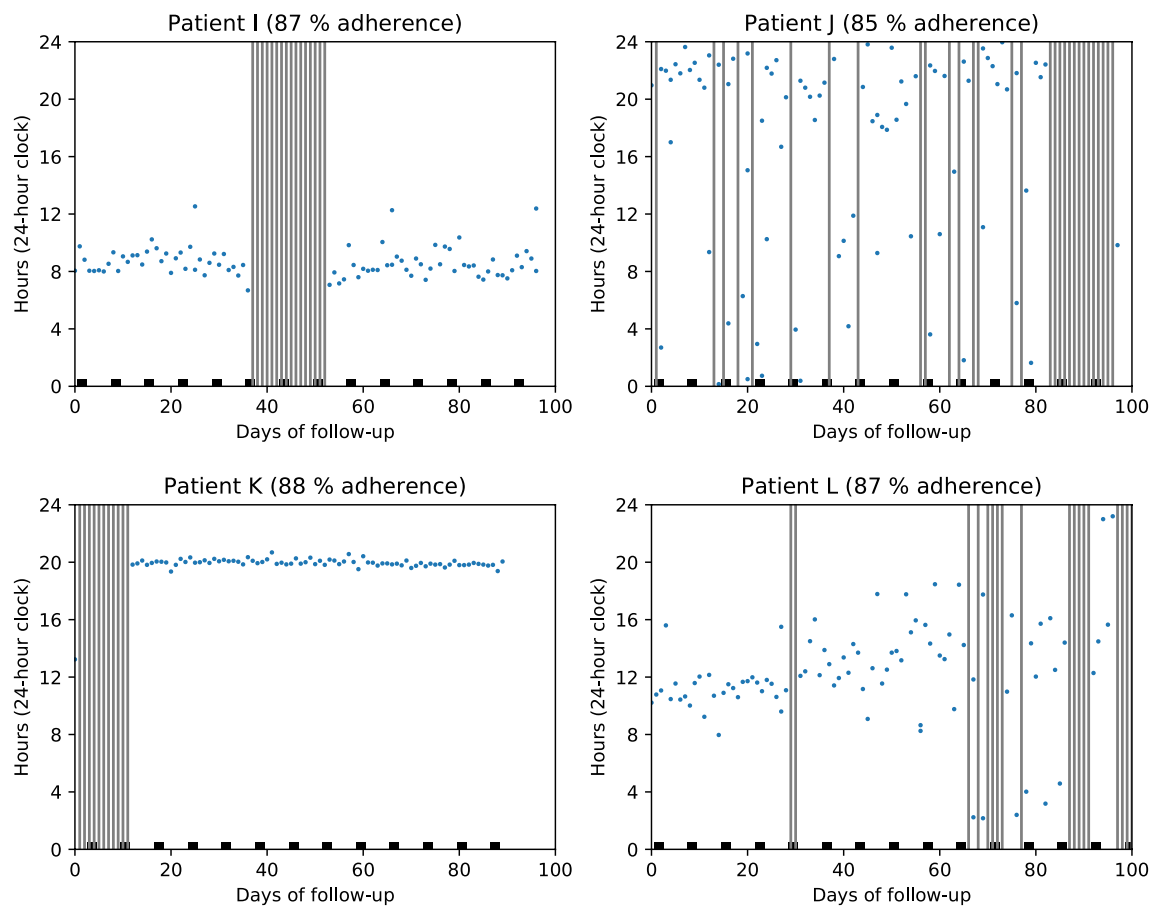 Patient I (87 % adherence)
24
20
16
12
8
4
0
Hours (24-hour clock)
0 20 40 60 80 100
Days of follow-up
Patient J (85 % adherence)
24
20
16
12
8
4
0
Hours (24-hour clock)
0 20 40 60 80 100
Days of follow-up
Patient K (88 % adherence)
24
20
16
12
8
4
0
Hours (24-hour clock)
0 20 40 60 80 100
Days of follow-up
Patient L (87 % adherence)
24
20
16
12
8
4
0
Hours (24-hour clock)
0 20 40 60 80 100
Days of follow-up